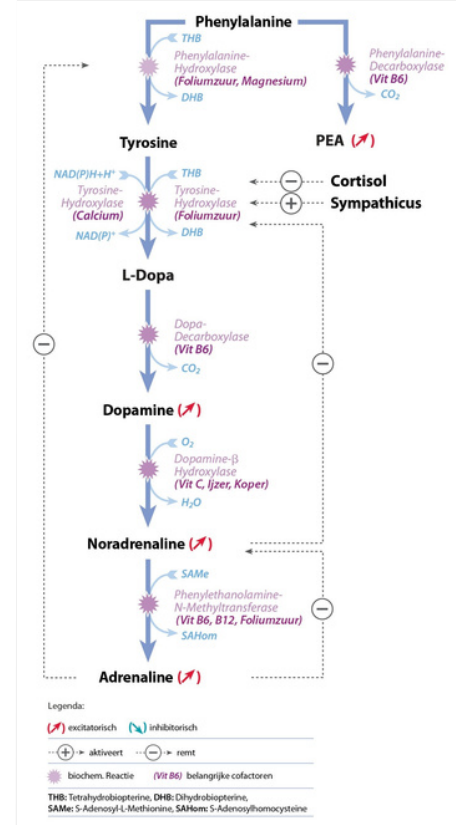 Phenylalanine
THB
Phenylalanine-
Hydroxylase
(Foliumzuur, Magnesium)
DHB
Phenylalanine-
Decarboxylase
(Vit B6)
CO₂
Tyrosine
PEA (↗)
NAD(P)H+H⁺
THB
Tyrosine-
Hydroxylase
(Calcium)
Tyrosine-
Hydroxylase
(Foliumzuur)
NAD(P)⁺
DHB
− Cortisol
+ Sympathicus
L-Dopa
Dopa-
Decarboxylase
(Vit B6)
CO₂
−
−
Dopamine (↗)
O₂
Dopamine-β
Hydroxylase
(Vit C, Ijzer, Koper)
H₂O
Noradrenaline (↗)
SAMe
Phenylethanolamine-
N-Methyltransferase
(Vit B6, B12, Foliumzuur)
SAHom
−
Adrenaline (↗)
Legenda:
(↗) excitatorisch (↘) inhibitorisch
+ aktiveert − remt
biochem. Reactie (Vit B6) belangrijke cofactoren
THB: Tetrahydrobiopterine, DHB: Dihydrobiopterine,
SAMe: S-Adenosyl-L-Methionine, SAHom: S-Adenosylhomocysteine